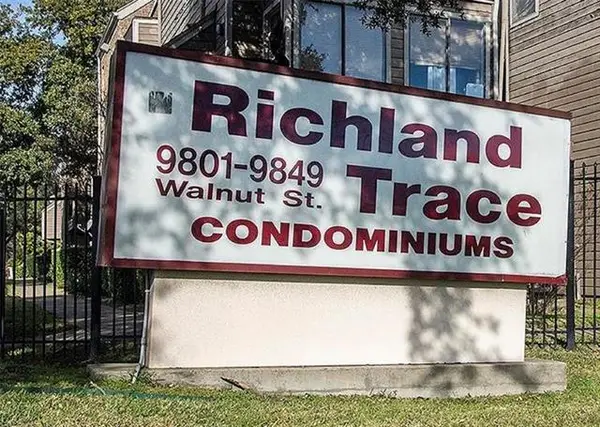 Richland
9801-9849
Walnut St.
Trace
CONDOMINIUMS